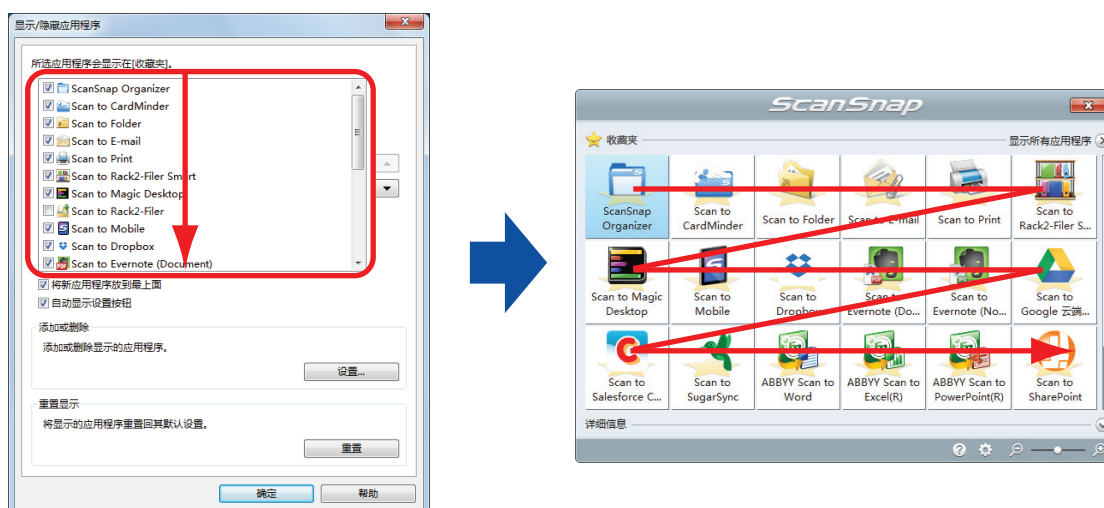 显示/隐藏应用程序
所选应用程序会显示在[收藏夹]。
ScanSnap Organizer
Scan to CardMinder
Scan to Folder
Scan to E-mail
Scan to Print
Scan to Rack2-Filer Smart
Scan to Magic Desktop
Scan to Rack2-Filer
Scan to Mobile
Scan to Dropbox
Scan to Evernote (Document)
将新应用程序放到最上面
自动显示设置按钮
添加或删除
添加或删除显示的应用程序。
设置...
重置显示
将显示的应用程序重置回其默认设置。
重置
确定 帮助
ScanSnap
收藏夹 显示所有应用程序
ScanSnap Organizer
Scan to CardMinder
Scan to Folder
Scan to E-mail
Scan to Print
Scan to Rack2-Filer S...
Scan to Magic Desktop
Scan to Mobile
Scan to Dropbox
Scan to Evernote (Do...
Scan to Evernote (No...
Scan to Google 云端...
Scan to Salesforce C...
Scan to SugarSync
ABBYY Scan to Word
ABBYY Scan to Excel(R)
ABBYY Scan to PowerPoint(R)
Scan to SharePoint
详细信息